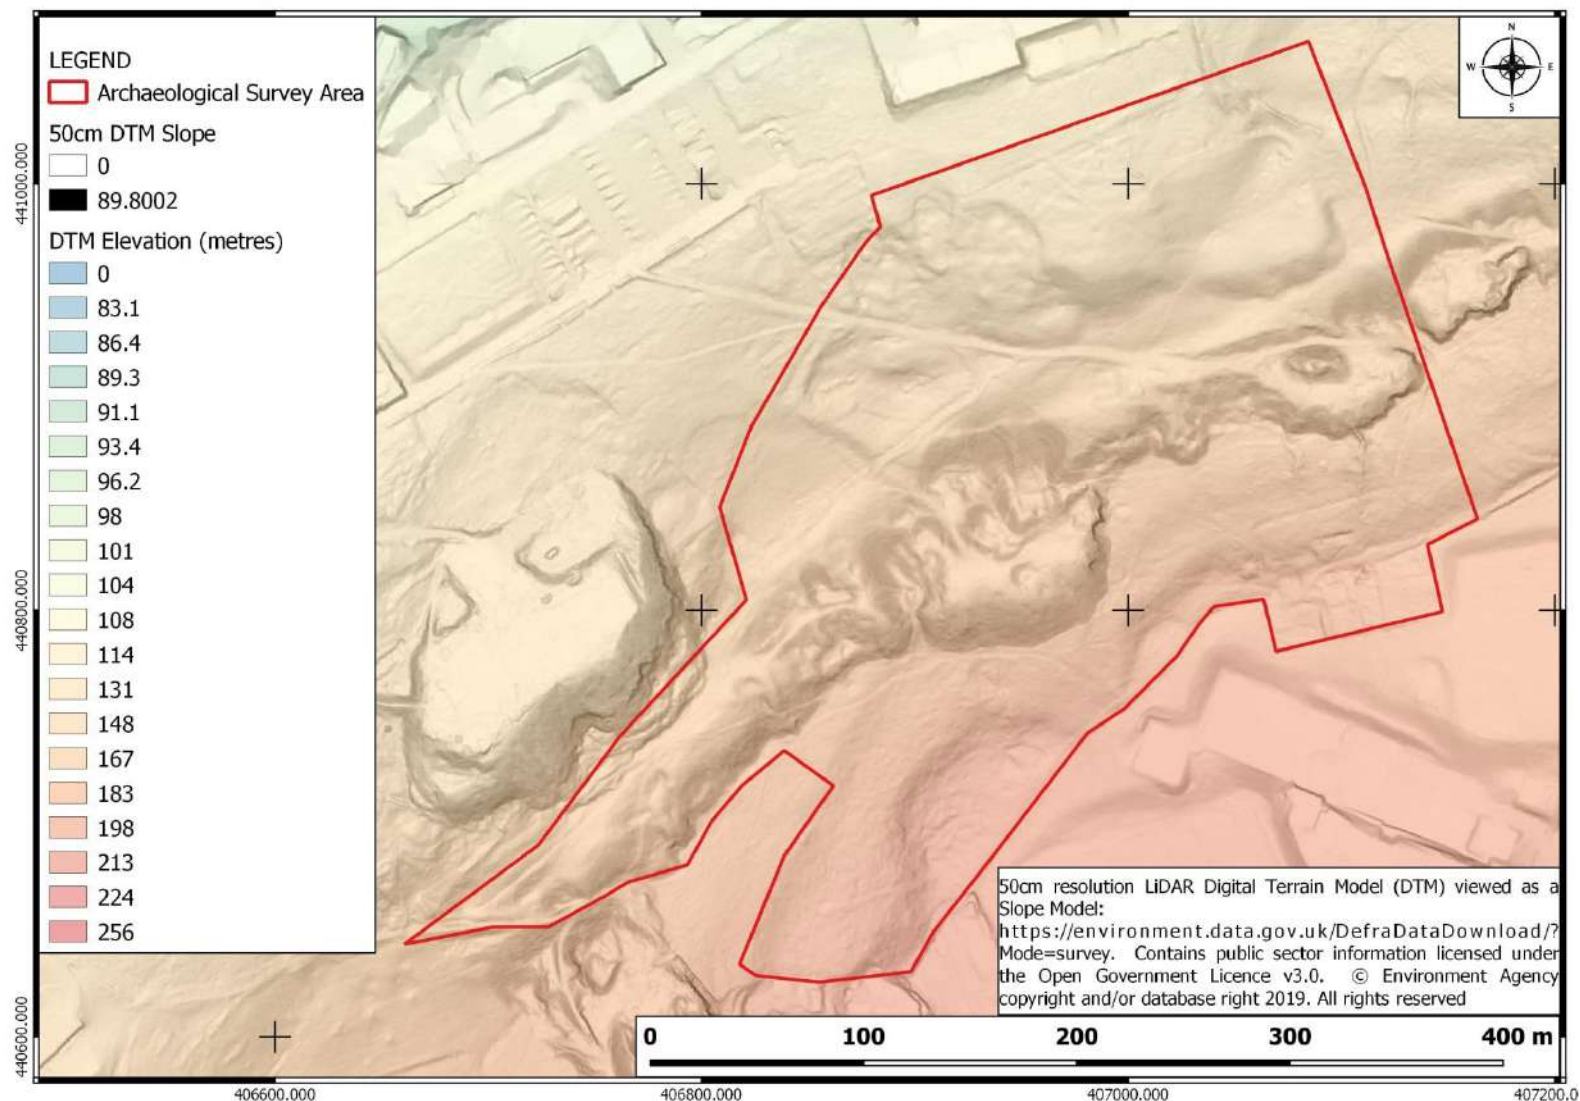 LEGEND
Archaeological Survey Area
50cm DTM Slope
0
89.8002
DTM Elevation (metres)
0
83.1
86.4
89.3
91.1
93.4
96.2
98
101
104
108
114
131
148
167
183
198
213
224
256
N
W E
S
441000.000
440800.000
440600.000
50cm resolution LiDAR Digital Terrain Model (DTM) viewed as a
Slope Model:
https://environment.data.gov.uk/DefraDataDownload/?
Mode=survey. Contains public sector information licensed under
the Open Government Licence v3.0. © Environment Agency
copyright and/or database right 2019. All rights reserved
0 100 200 300 400 m
406600.000 406800.000 407000.000 407200.0